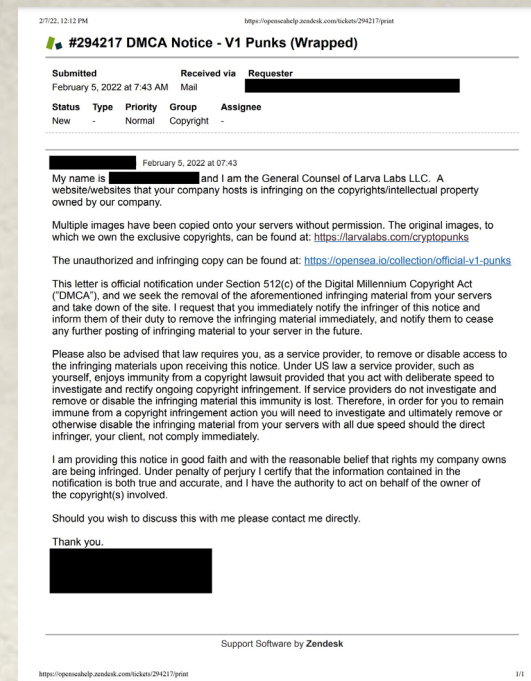 2/7/22, 12:12 PM
https://openseahelp.zendesk.com/tickets/294217/print
#294217 DMCA Notice - V1 Punks (Wrapped)
Submitted Received via Requester
February 5, 2022 at 7:43 AM Mail
Status Type Priority Group Assignee
New - Normal Copyright -
February 5, 2022 at 07:43
My name is and I am the General Counsel of Larva Labs LLC. A
website/websites that your company hosts is infringing on the copyrights/intellectual property
owned by our company.
Multiple images have been copied onto your servers without permission. The original images, to
which we own the exclusive copyrights, can be found at: https://larvalabs.com/cryptopunks
The unauthorized and infringing copy can be found at: https://opensea.io/collection/official-v1-punks
This letter is official notification under Section 512(c) of the Digital Millennium Copyright Act
("DMCA"), and we seek the removal of the aforementioned infringing material from your servers
and take down of the site. I request that you immediately notify the infringer of this notice and
inform them of their duty to remove the infringing material immediately, and notify them to cease
any further posting of infringing material to your server in the future.
Please also be advised that law requires you, as a service provider, to remove or disable access to
the infringing materials upon receiving this notice. Under US law a service provider, such as
yourself, enjoys immunity from a copyright lawsuit provided that you act with deliberate speed to
investigate and rectify ongoing copyright infringement. If service providers do not investigate and
remove or disable the infringing material this immunity is lost. Therefore, in order for you to remain
immune from a copyright infringement action you will need to investigate and ultimately remove or
otherwise disable the infringing material from your servers with all due speed should the direct
infringer, your client, not comply immediately.
I am providing this notice in good faith and with the reasonable belief that rights my company owns
are being infringed. Under penalty of perjury I certify that the information contained in the
notification is both true and accurate, and I have the authority to act on behalf of the owner of
the copyright(s) involved.
Should you wish to discuss this with me please contact me directly.
Thank you.
Support Software by Zendesk
https://openseahelp.zendesk.com/tickets/294217/print
1/1